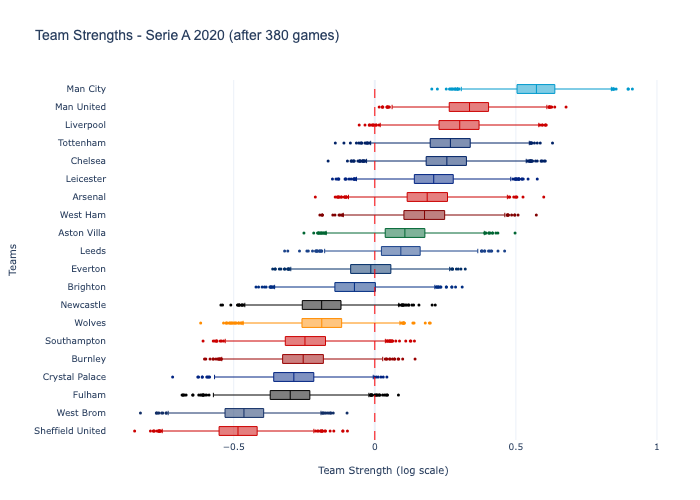 Team Strengths - Serie A 2020 (after 380 games)
Man City
Man United
Liverpool
Tottenham
Chelsea
Leicester
Arsenal
West Ham
Aston Villa
Leeds
Everton
Brighton
Newcastle
Wolves
Southampton
Burnley
Crystal Palace
Fulham
West Brom
Sheffield United
Teams
−0.5
0
0.5
1
Team Strength (log scale)